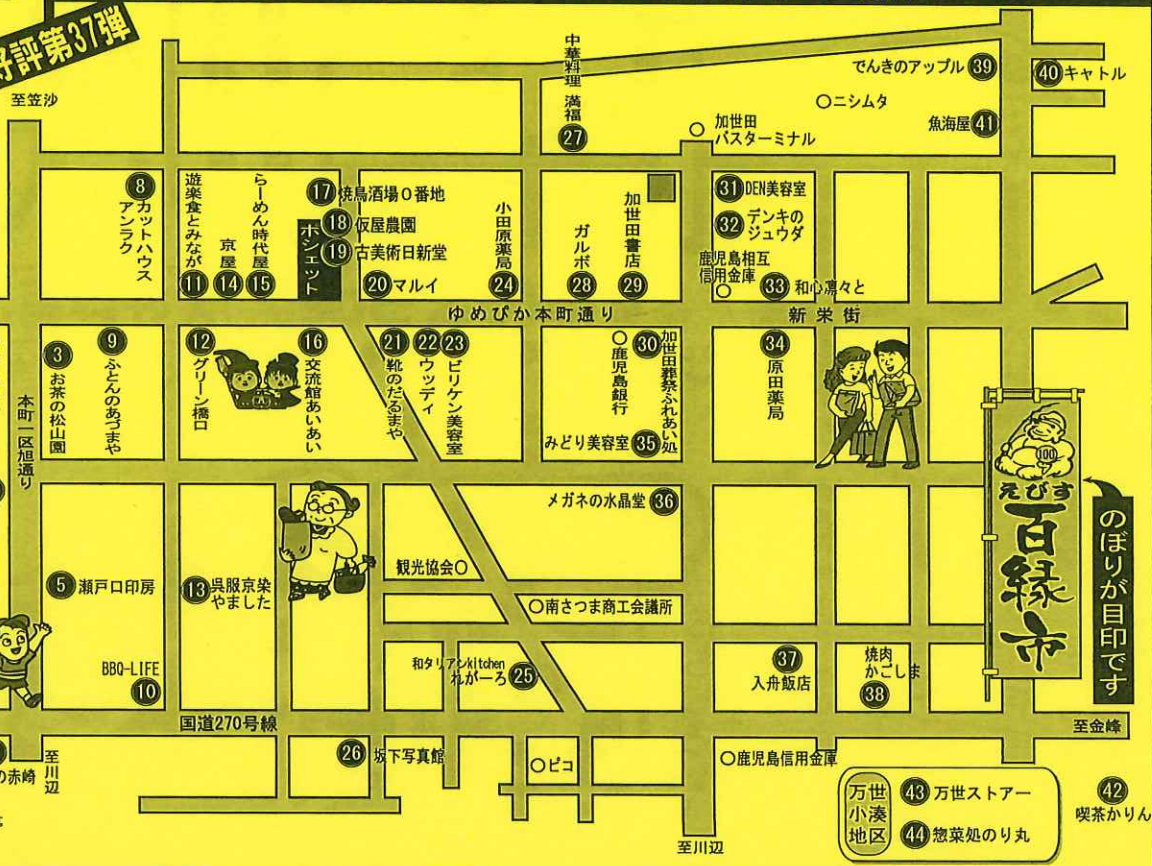 好評第37弾
至笠沙
中華料理 満福
27
でんきのアップル 39
40 キャトル
○ニシムタ
魚海屋 41
○加世田
バスターミナル
8
カットハウス
アンラク
遊楽食とみなが
11
京屋
14
らーめん時代屋
15
ポシェット
17 焼鳥酒場0番地
18 仮屋農園
19 古美術日新堂
20 マルイ
小田原薬局
24
ガルボ
28
加世田書店
29
31 DEN美容室
32 デンキの
ジュウダ
鹿児島相互
信用金庫
○
33 和心凛々と
ゆめぴか本町通り
新栄街
3
お茶の松山園
9
ふとんのあづまや
12
グリーン橋口
16
交流館あいあい
21
靴のだるまや
22
ウッディ
23
ビリケン美容室
○鹿児島銀行
30
加世田葬祭ふれあい処
34
原田薬局
みどり美容室 35
本町一区旭通り
メガネの水晶堂 36
100
えびす
百縁市
のぼりが目印です
5 瀬戸口印房
13 呉服京染
やました
観光協会○
○南さつま商工会議所
BBQ-LIFE
10
和タリアンkitchen
れがーろ 25
37
入舟飯店
焼肉
かごしま
38
国道270号線
至金峰
の赤崎
至川辺
26 坂下写真館
○ピコ
○鹿児島信用金庫
至川辺
万世
小湊
地区
43 万世ストアー
44 惣菜処のり丸
42
喫茶かりん